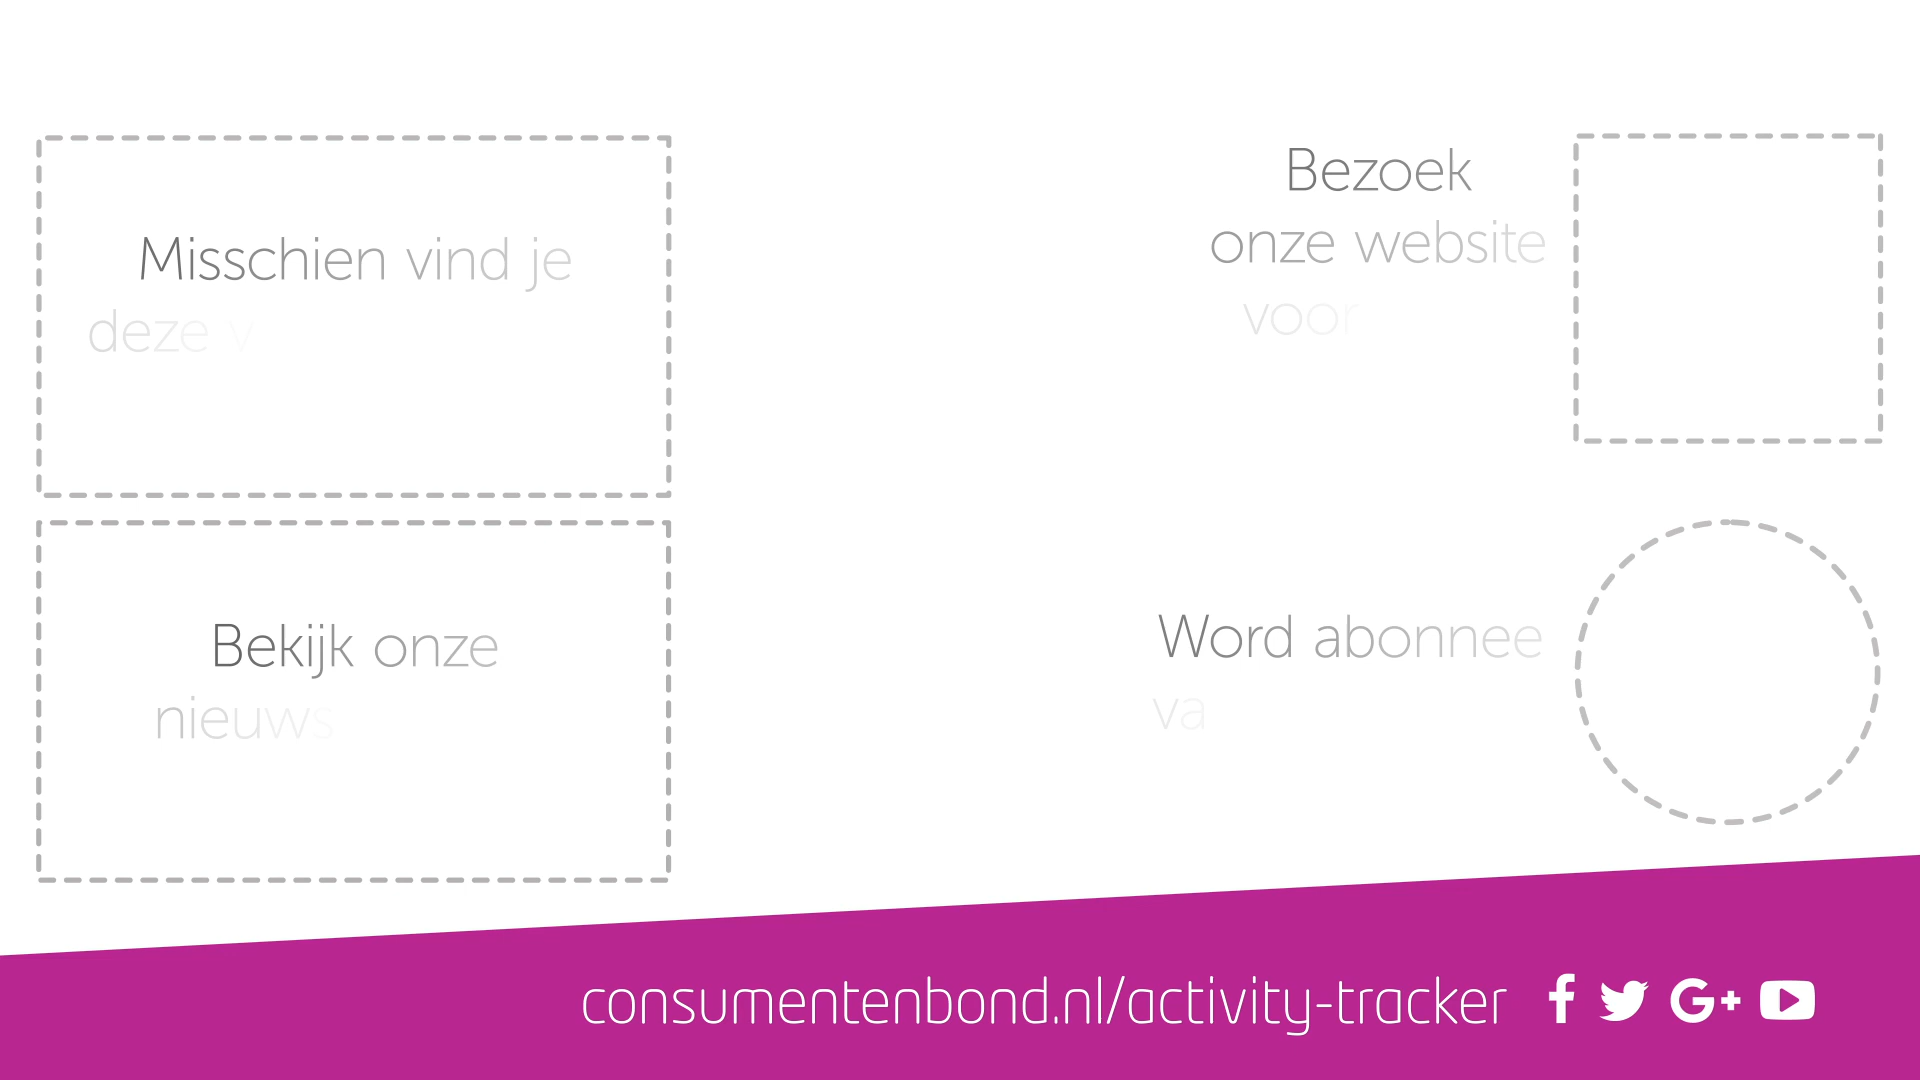 Misschien vind je
deze
Bekijk onze
nieuws
Bezoek
onze website
voor
Word abonnee
va
consumentenbond.nl/activity-tracker